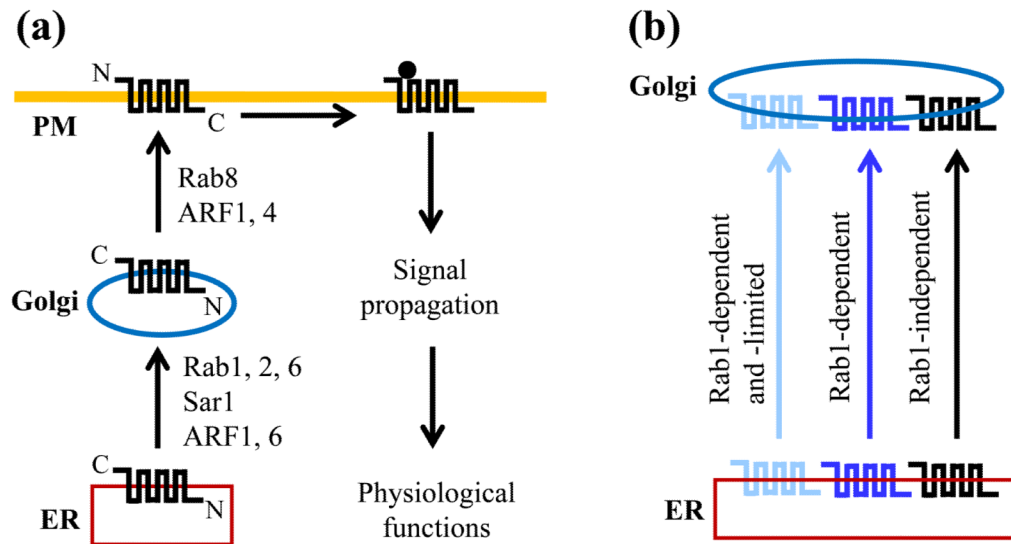 (a)
N
PM
C
Rab8
ARF1, 4
C
Golgi
N
Rab1, 2, 6
Sar1
ARF1, 6
C
ER
N
Signal
propagation
Physiological
functions
(b)
Golgi
Rab1-dependent
and -limited
Rab1-dependent
Rab1-independent
ER